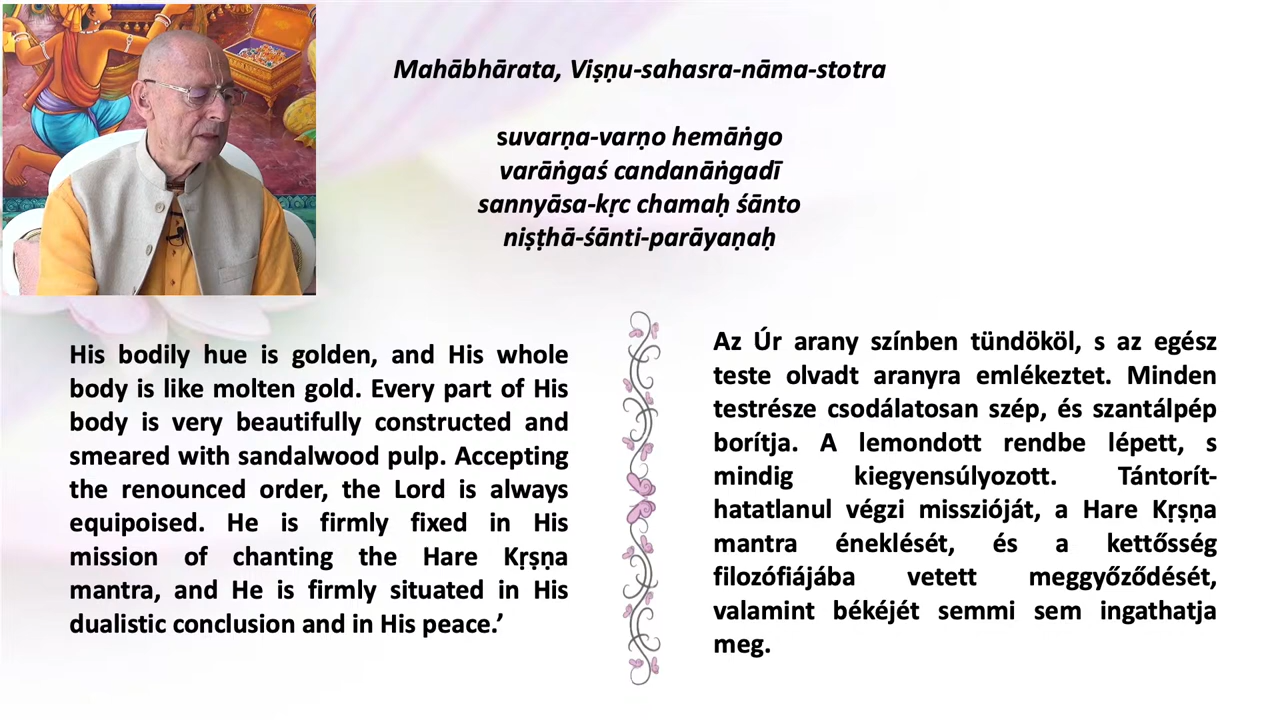 Mahābhārata, Viṣṇu-sahasra-nāma-stotra
suvarṇa-varṇo hemāṅgo
varāṅgaś candanāṅgadī
sannyāsa-kṛc chamaḥ śānto
niṣṭhā-śānti-parāyaṇaḥ
His bodily hue is golden, and His whole
body is like molten gold. Every part of His
body is very beautifully constructed and
smeared with sandalwood pulp. Accepting
the renounced order, the Lord is always
equipoised. He is firmly fixed in His
mission of chanting the Hare Kṛṣṇa
mantra, and He is firmly situated in His
dualistic conclusion and in His peace.’
Az Úr arany színben tündököl, s az egész
teste olvadt aranyra emlékeztet. Minden
testrésze csodálatosan szép, és szantálpép
borítja. A lemondott rendbe lépett, s
mindig kiegyensúlyozott. Tántorít-
hatatlanul végzi misszióját, a Hare Kṛṣṇa
mantra éneklését, és a kettősség
filozófiájába vetett meggyőződését,
valamint békéjét semmi sem ingathatja
meg.